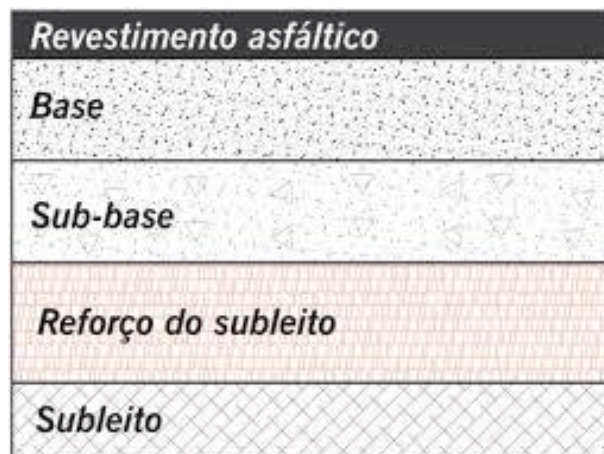 Revestimento asfáltico
Base
Sub-base
Reforço do subleito
Subleito